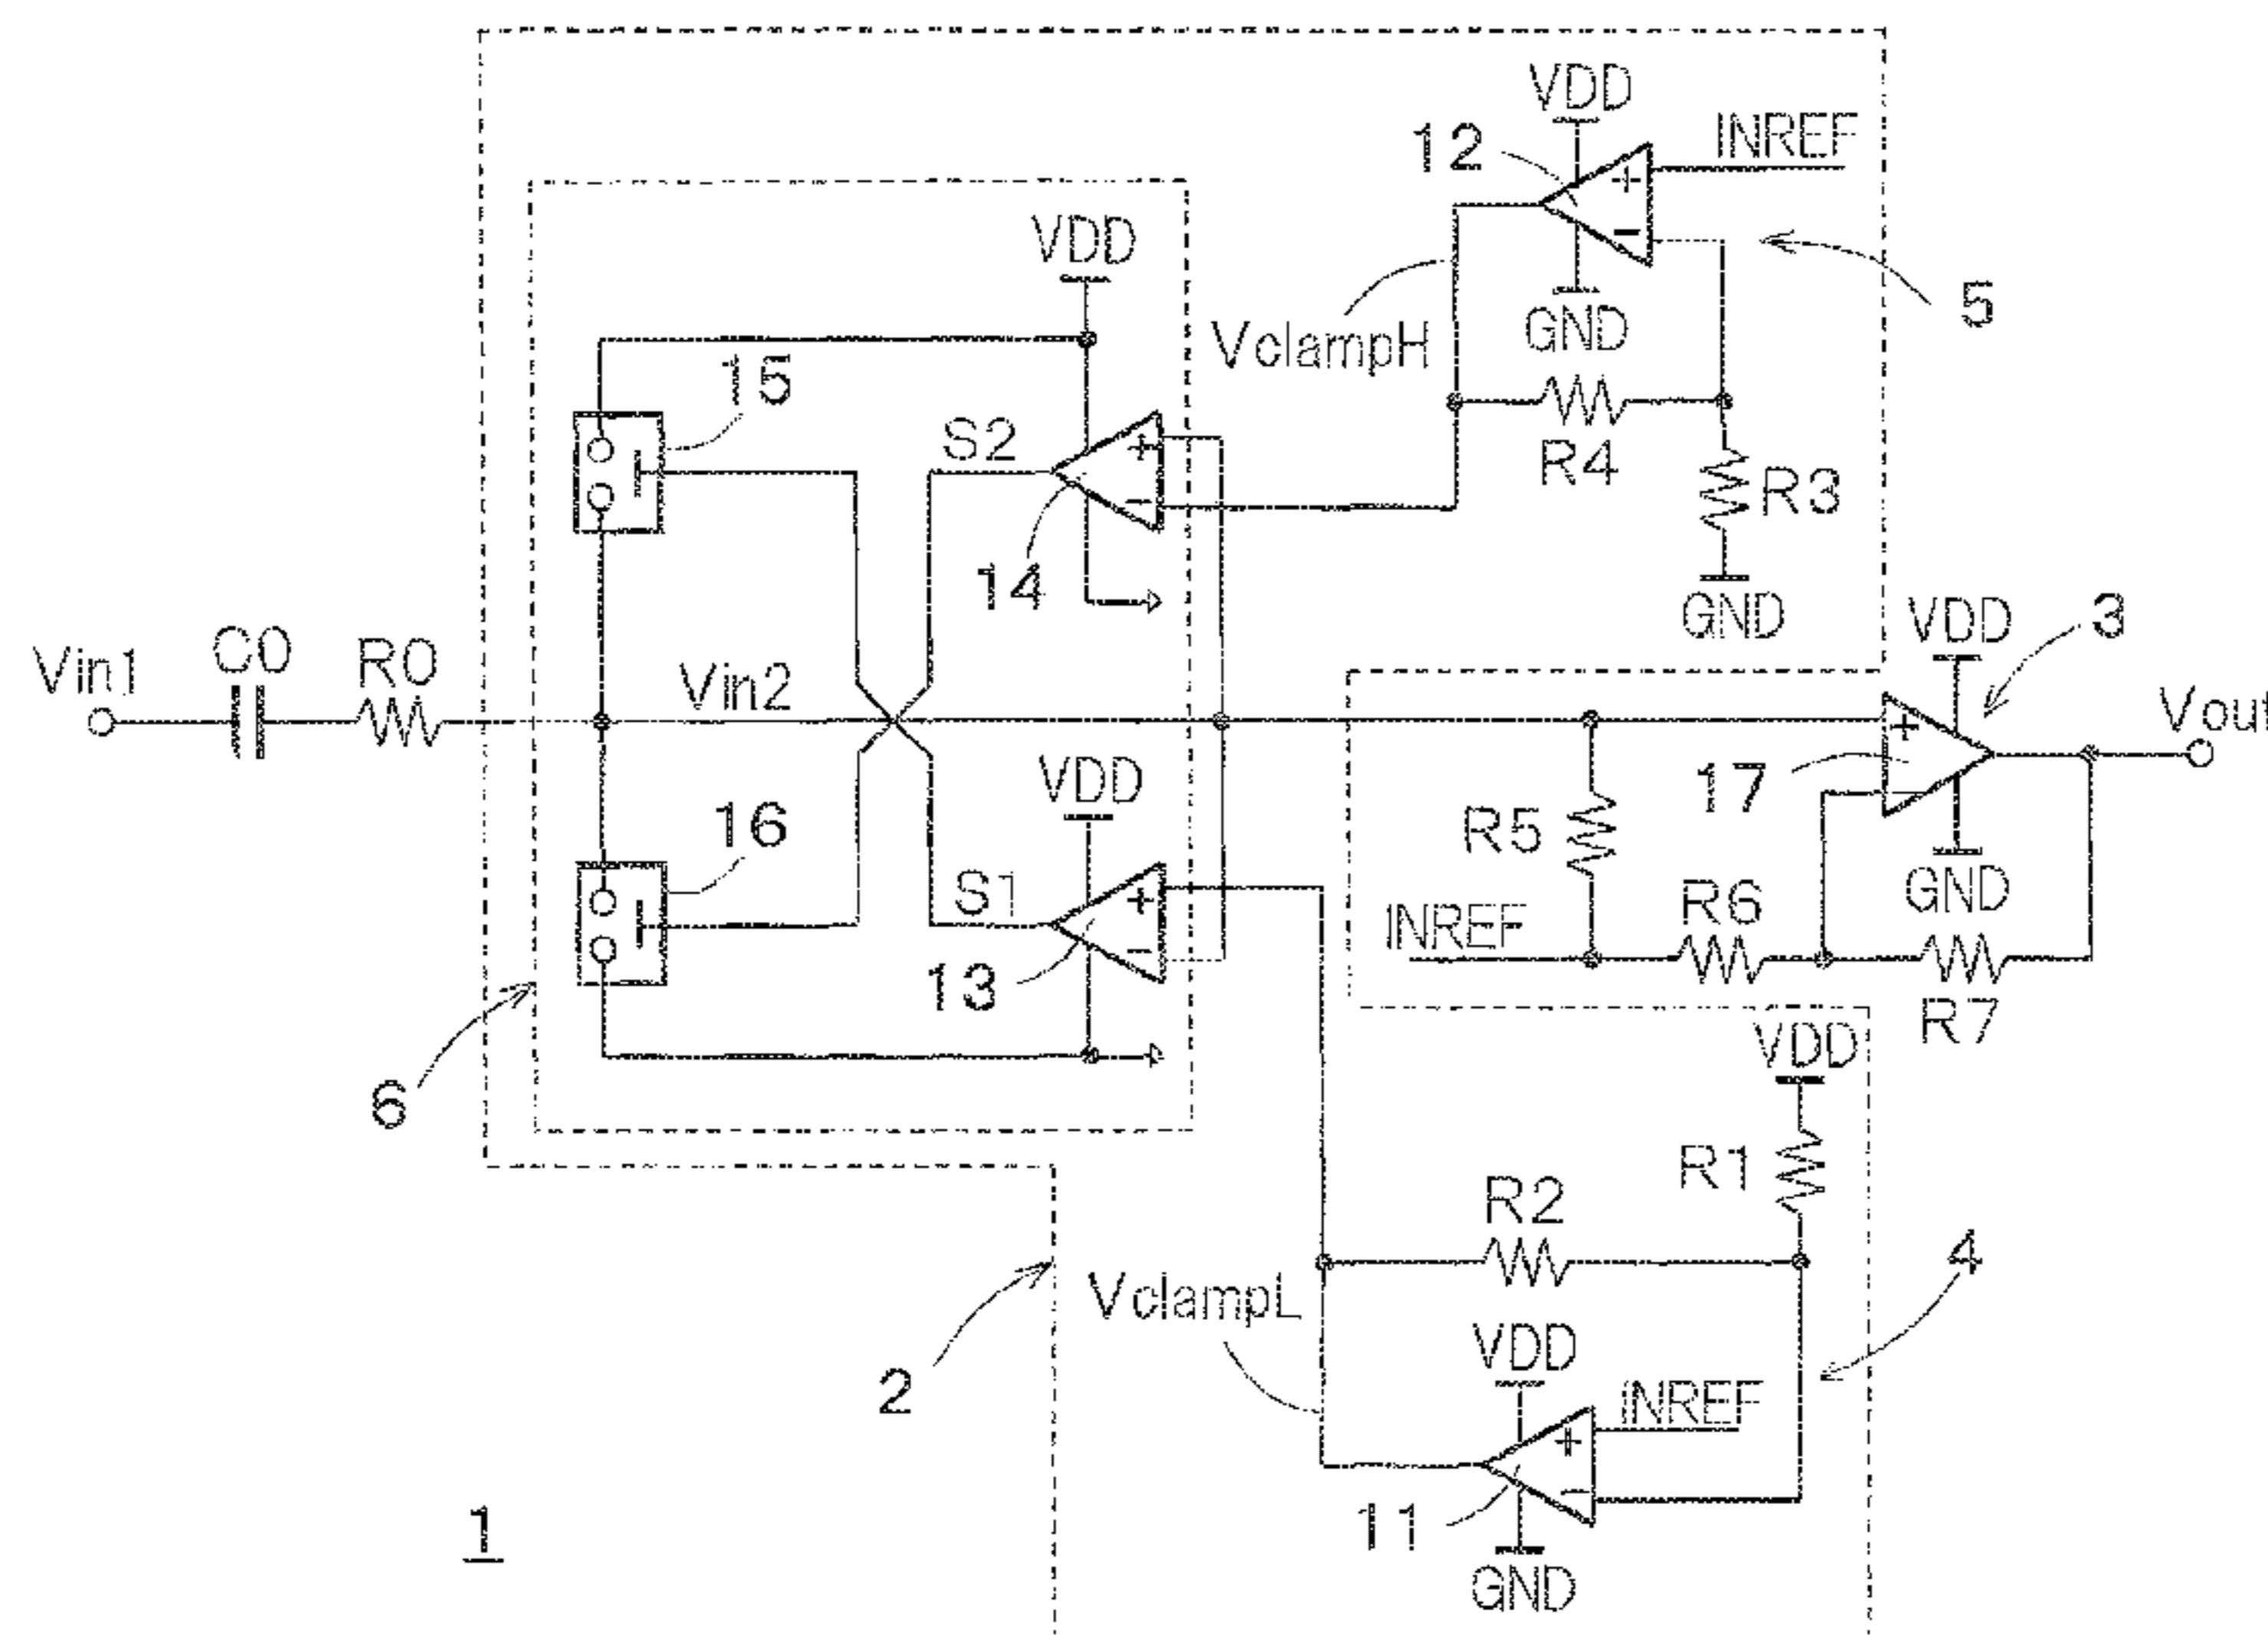 VDD
12
INREF
VDD
5
15
VclampH
GND
S2
R4
R3
14
GND
VDD
3
Vin1
C0
R0
Vin2
Vout
VDD
17
16
R5
S1
R6
GND
INREF
13
R7
VDD
6
R1
R2
4
VclampL
VDD
2
INREF
11
1
GND